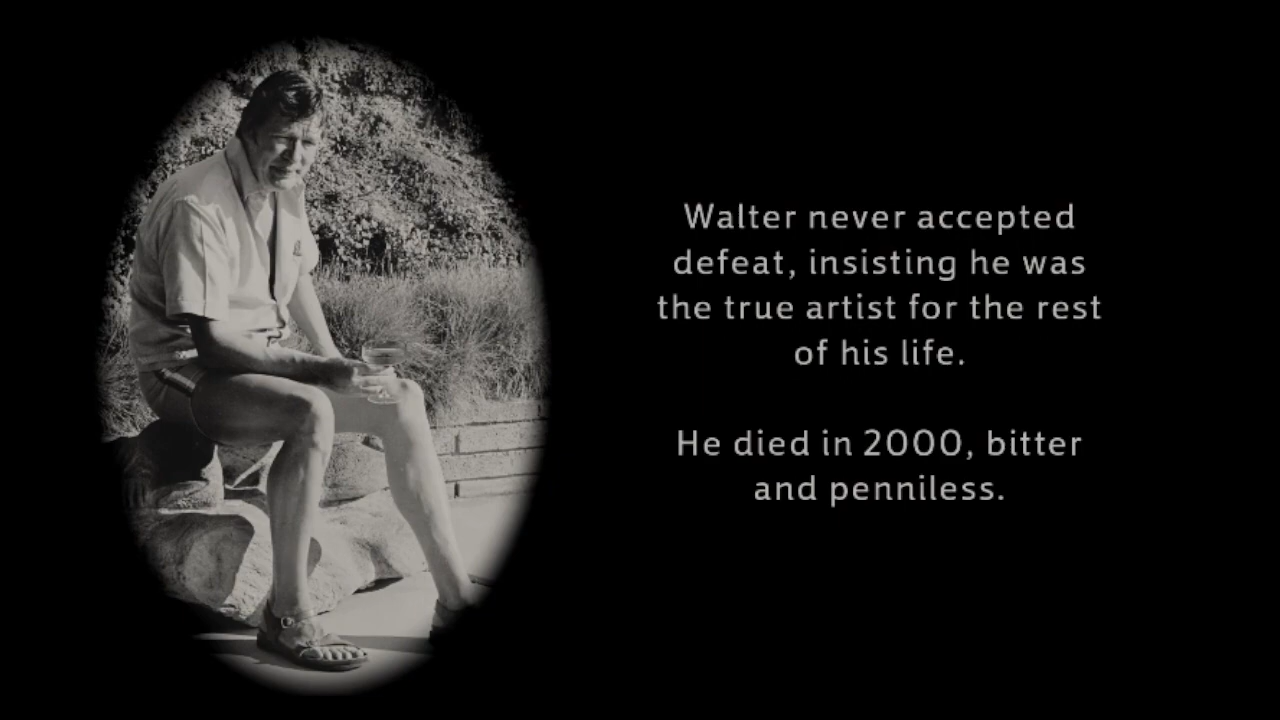 Walter never accepted
defeat, insisting he was
the true artist for the rest
of his life.
He died in 2000, bitter
and penniless.